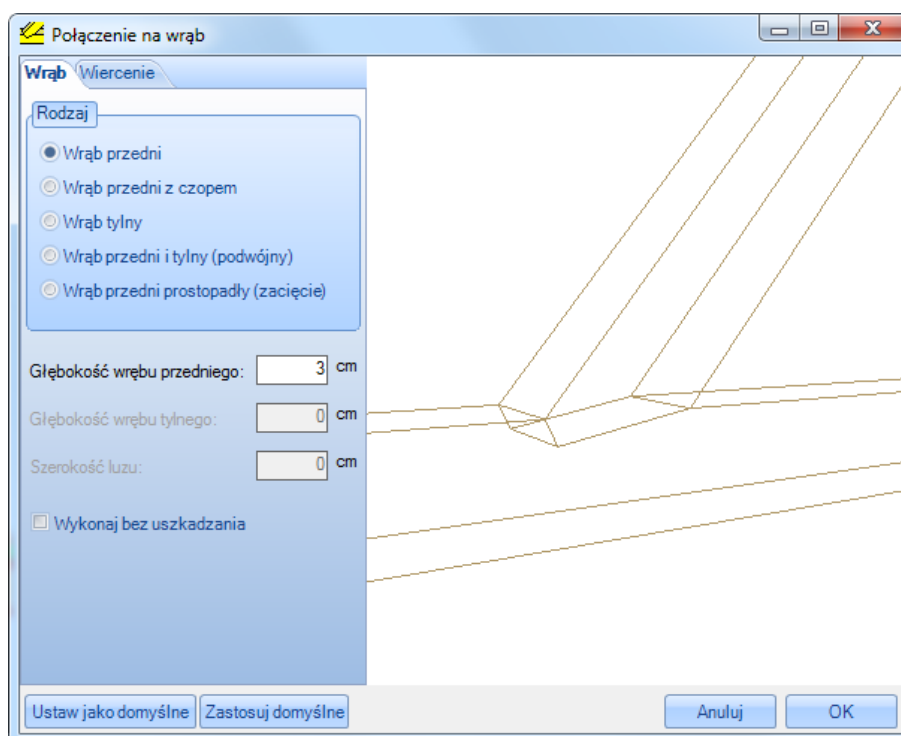 Połączenie na wrąb
Wrąb Wiercenie
Rodzaj
Wrąb przedni
Wrąb przedni z czopem
Wrąb tylny
Wrąb przedni i tylny (podwójny)
Wrąb przedni prostopadły (zacięcie)
Głębokość wrębu przedniego: 3 cm
Głębokość wrębu tylnego: 0 cm
Szerokość luzu: 0 cm
Wykonaj bez uszkadzania
Ustaw jako domyślne Zastosuj domyślne Anuluj OK